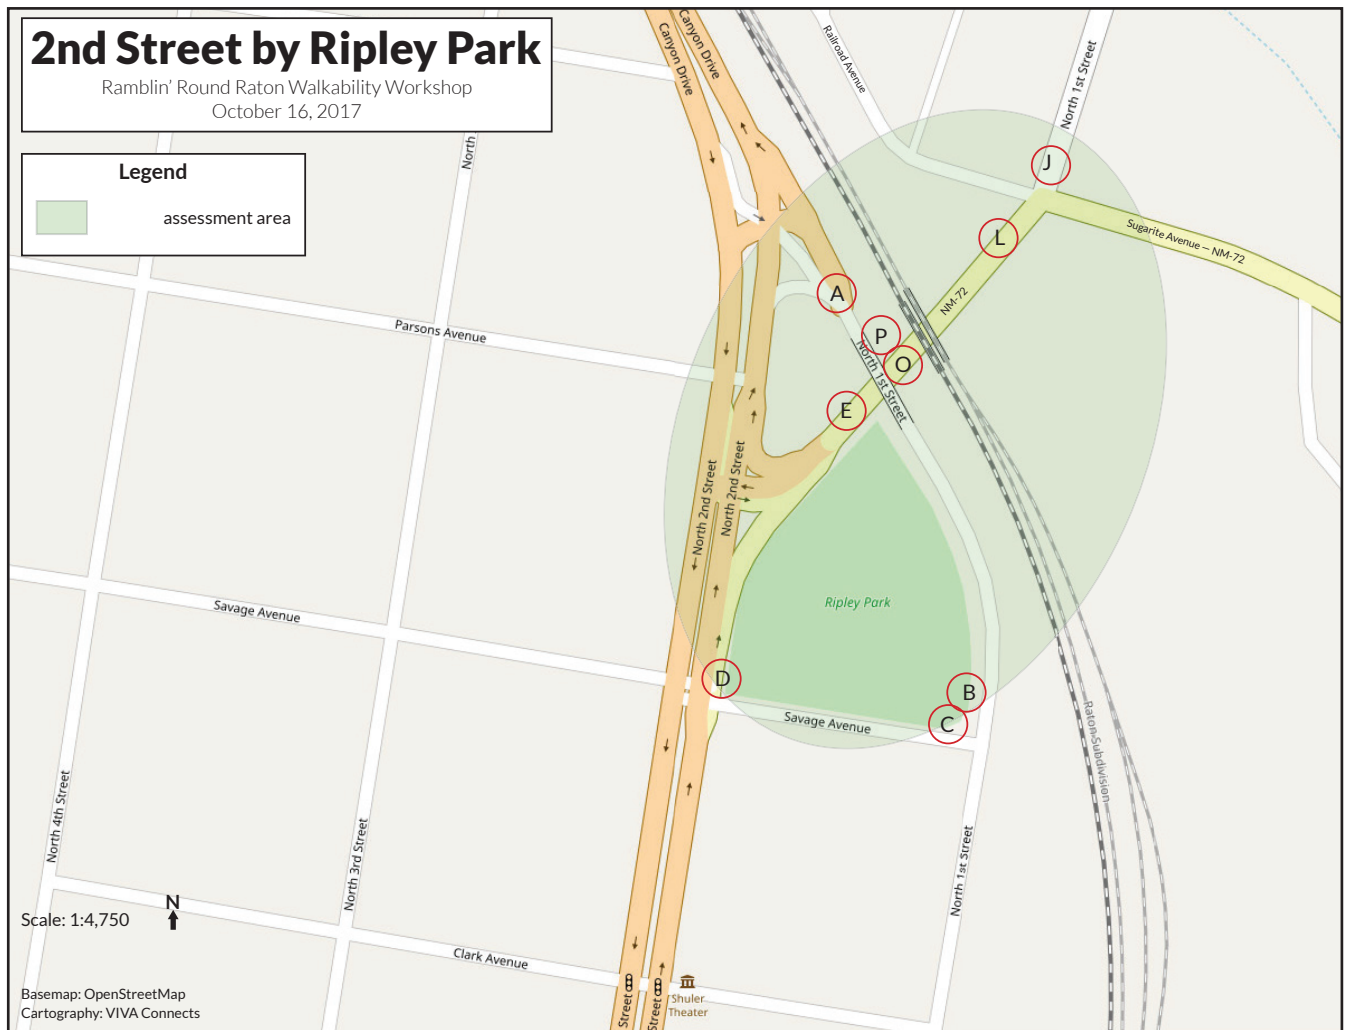 2nd Street by Ripley Park
Ramblin' Round Raton Walkability Workshop
October 16, 2017
Legend
assessment area
Canyon Drive
Canyon Drive
Railroad Avenue
North 1st Street
North
J
L
Sugarite Avenue – NM-72
A
NM-72
P
O
North 1st Street
E
Parsons Avenue
North 2nd Street
North 2nd Street
Ripley Park
Savage Avenue
D
B
C
Savage Avenue
Raton Subdivision
North 4th Street
North 3rd Street
North 1st Street
N
Scale: 1:4,750
Clark Avenue
Street
Street
Shuler
Theater
Basemap: OpenStreetMap
Cartography: VIVA Connects